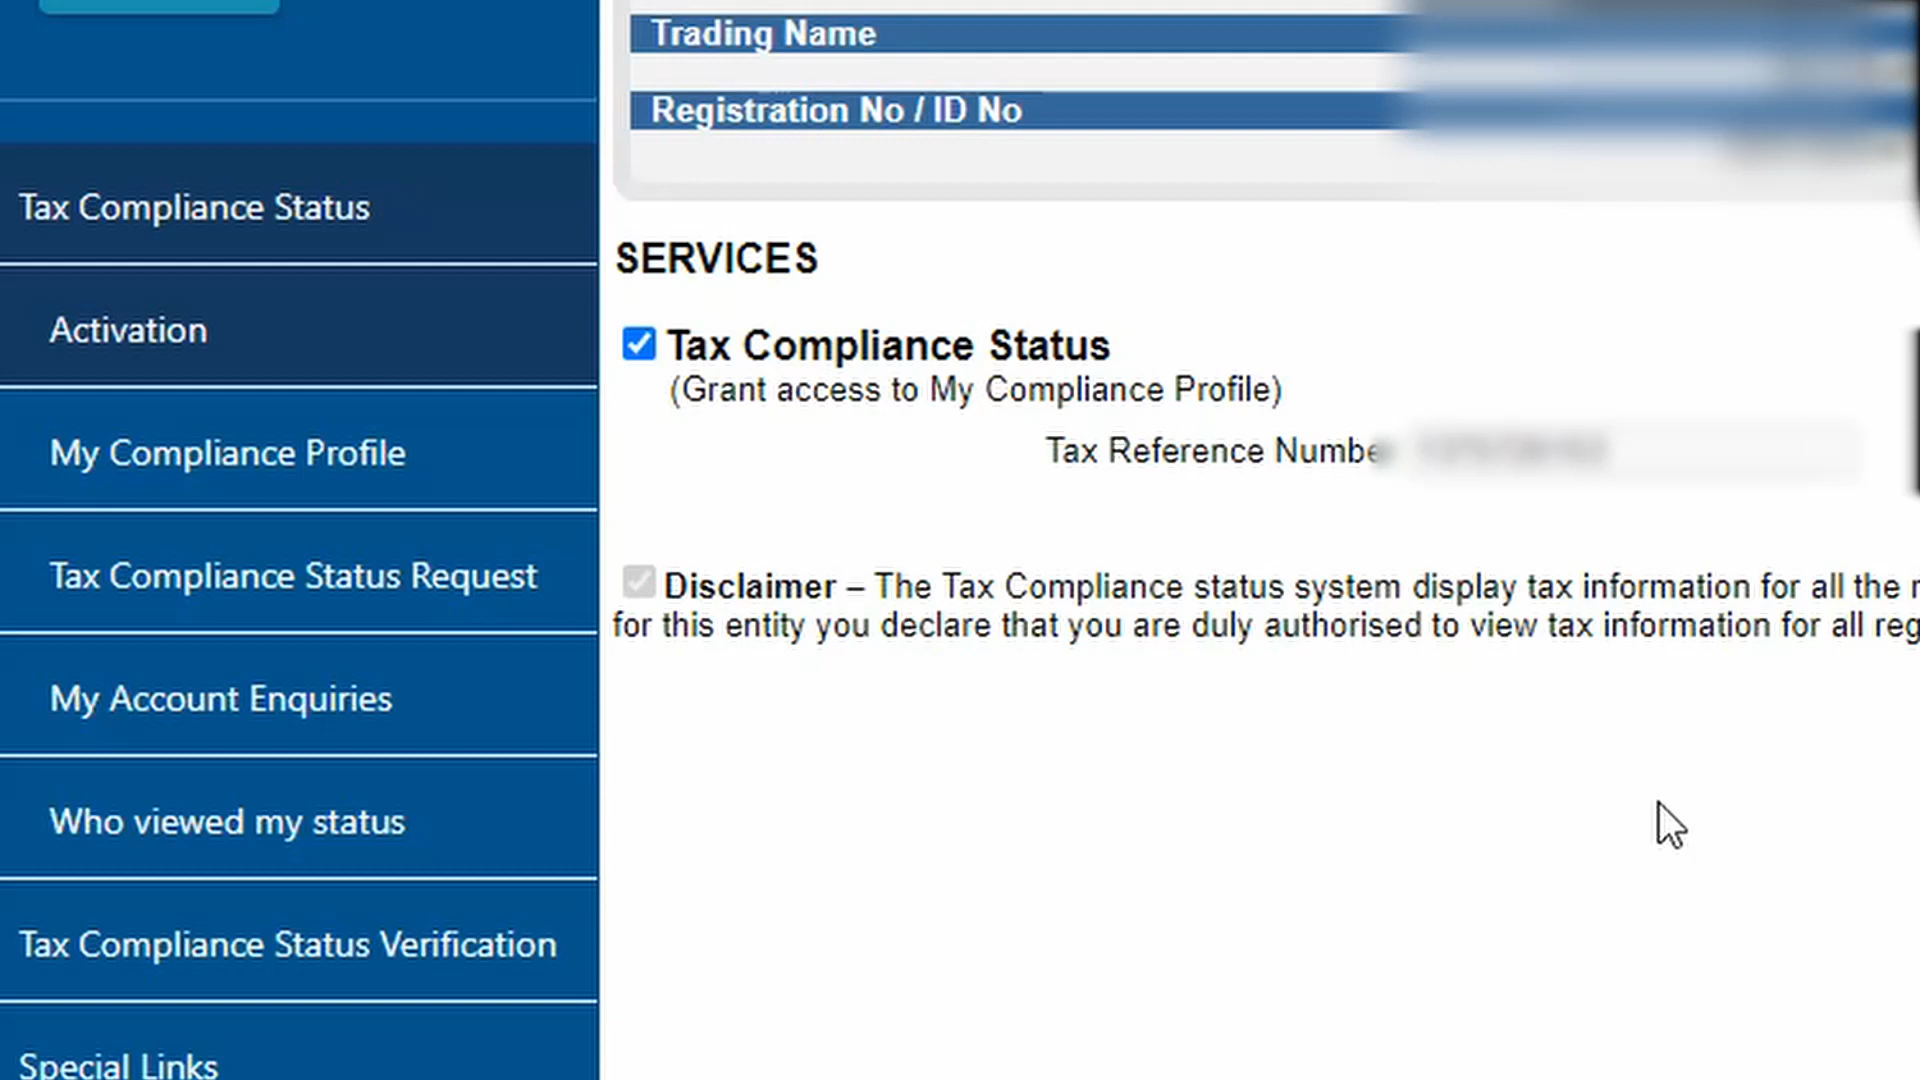 Trading Name
Registration No / ID No
Tax Compliance Status
Activation
My Compliance Profile
Tax Compliance Status Request
My Account Enquiries
Who viewed my status
Tax Compliance Status Verification
Special Links
SERVICES
Tax Compliance Status
(Grant access to My Compliance Profile)
Tax Reference Numbe
Disclaimer – The Tax Compliance status system display tax information for all the r
for this entity you declare that you are duly authorised to view tax information for all reg